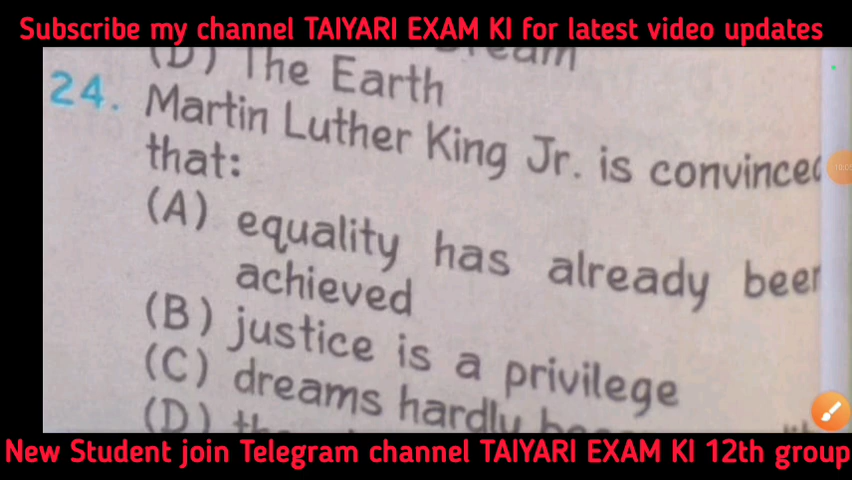 Subscribe my channel TAIYARI EXAM KI for latest video updates
(D) The Earth
24. Martin Luther King Jr. is convinced
that:
(A) equality has already been
achieved
(B) justice is a privilege
(C) dreams hardly
(D)
New Student join Telegram channel TAIYARI EXAM KI 12th group